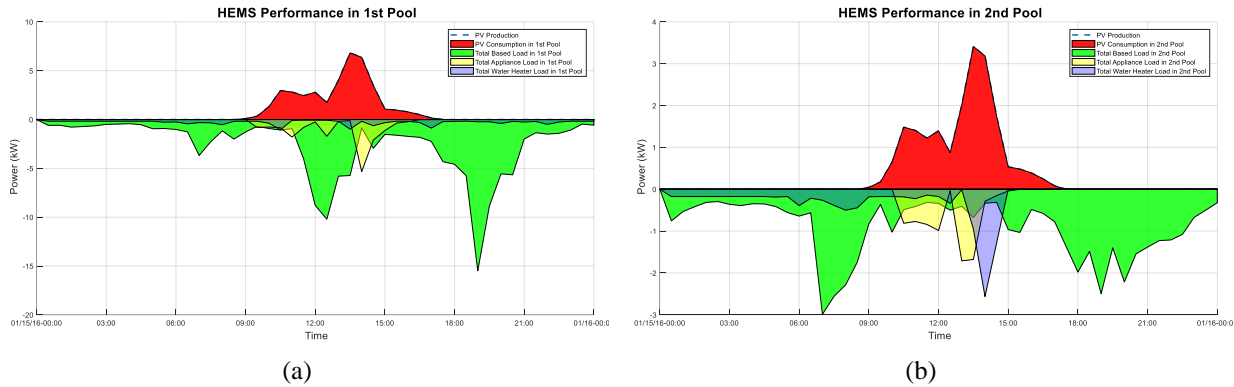 HEMS Performance in 1st Pool
PV Production
PV Consumption in 1st Pool
Total Based Load in 1st Pool
Total Appliance Load in 1st Pool
Total Water Heater Load in 1st Pool
10
5
0
-5
-10
-15
-20
Power (kW)
01/15/16-00:00
03:00
06:00
09:00
12:00
15:00
18:00
21:00
01/16-0
Time
(a)
HEMS Performance in 2nd Pool
PV Production
PV Consumption in 2nd Pool
Total Based Load in 2nd Pool
Total Appliance Load in 2nd Pool
Total Water Heater Load in 2nd Pool
4
3
2
1
0
-1
-2
-3
Power (kW)
01/15/16-00:00
03:00
06:00
09:00
12:00
15:00
18:00
21:00
01/16-00:0
Time
(b)